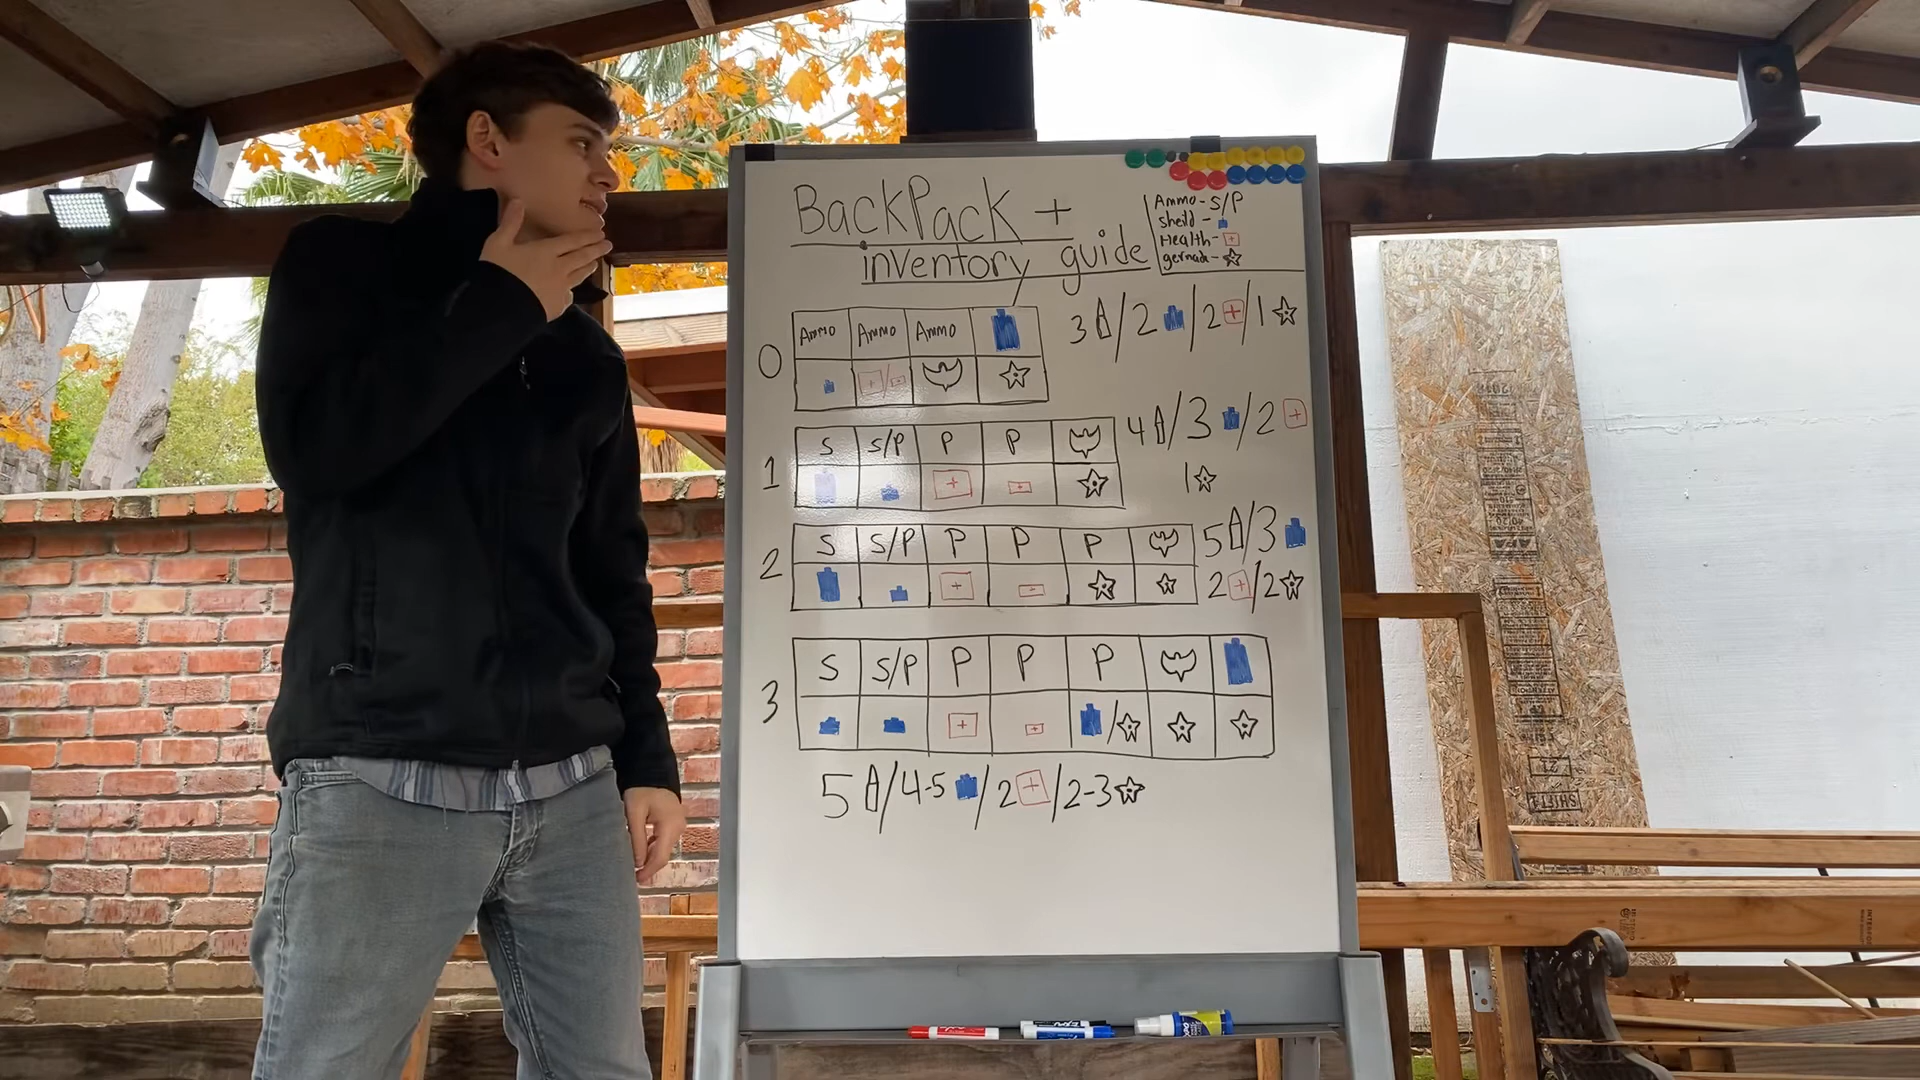 BackPack +
inventory guide
Ammo - S/P
sheild -
Health -
gernade -
0
Ammo Ammo Ammo
3 / 2 / 2 + / 1
+ / +
1
S S/P P P
4 / 3 / 2 +
+ +
1
2
S S/P P P P
5 / 3
+ +
2 + / 2
3
S S/P P P P
+ + /
5 / 4-5 / 2 + / 2-3
EXPO